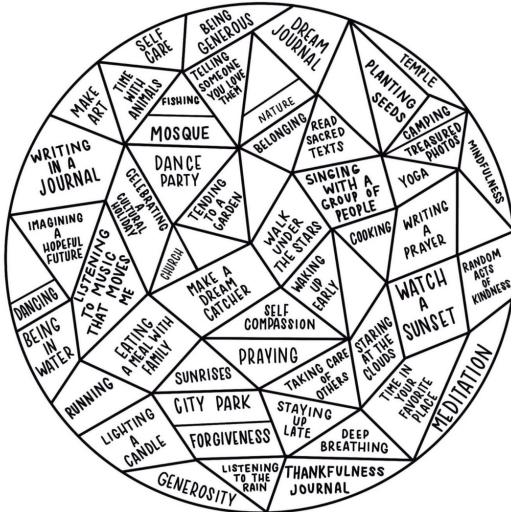 BEING
GENEROUS
SELF
CARE
DREAM
JOURNAL
TELLING
SOMEONE
YOU LOVE
THEM
TEMPLE
MAKE
ART
TIME
WITH
ANIMALS
FISHING
PLANTING
SEEDS
NATURE
MOSQUE
BELONGING
READ
SACRED
TEXTS
CAMPING
TREASURED
PHOTOS
MINDFULNESS
WRITING
IN A
JOURNAL
DANCE
PARTY
CELLEBRATING
A
CULTURAL
HOLIDAY
TENDING
TO A
GARDEN
SINGING
WITH A
GROUP OF
PEOPLE
YOGA
IMAGINING
A
HOPEFUL
FUTURE
LISTENING
TO MUSIC
THAT MOVES
ME
CHURCH
WALK
UNDER
THE STARS
COOKING
WRITING
A
PRAYER
DANCING
MAKE A
DREAM
CATCHER
WAKING
UP
EARLY
WATCH
A
SUNSET
RANDOM
ACTS
OF
KINDNESS
BEING
IN
WATER
EATING
A MEAL WITH
FAMILY
SELF
COMPASSION
STARING
AT THE
CLOUDS
PRAYING
SUNRISES
TAKING CARE
OF
OTHERS
TIME IN
YOUR
FAVORITE
PLACE
MEDITATION
RUNNING
CITY PARK
STAYING
UP
LATE
LIGHTING
A
CANDLE
FORGIVENESS
DEEP
BREATHING
GENEROSITY
LISTENING
TO THE
RAIN
THANKFULNESS
JOURNAL